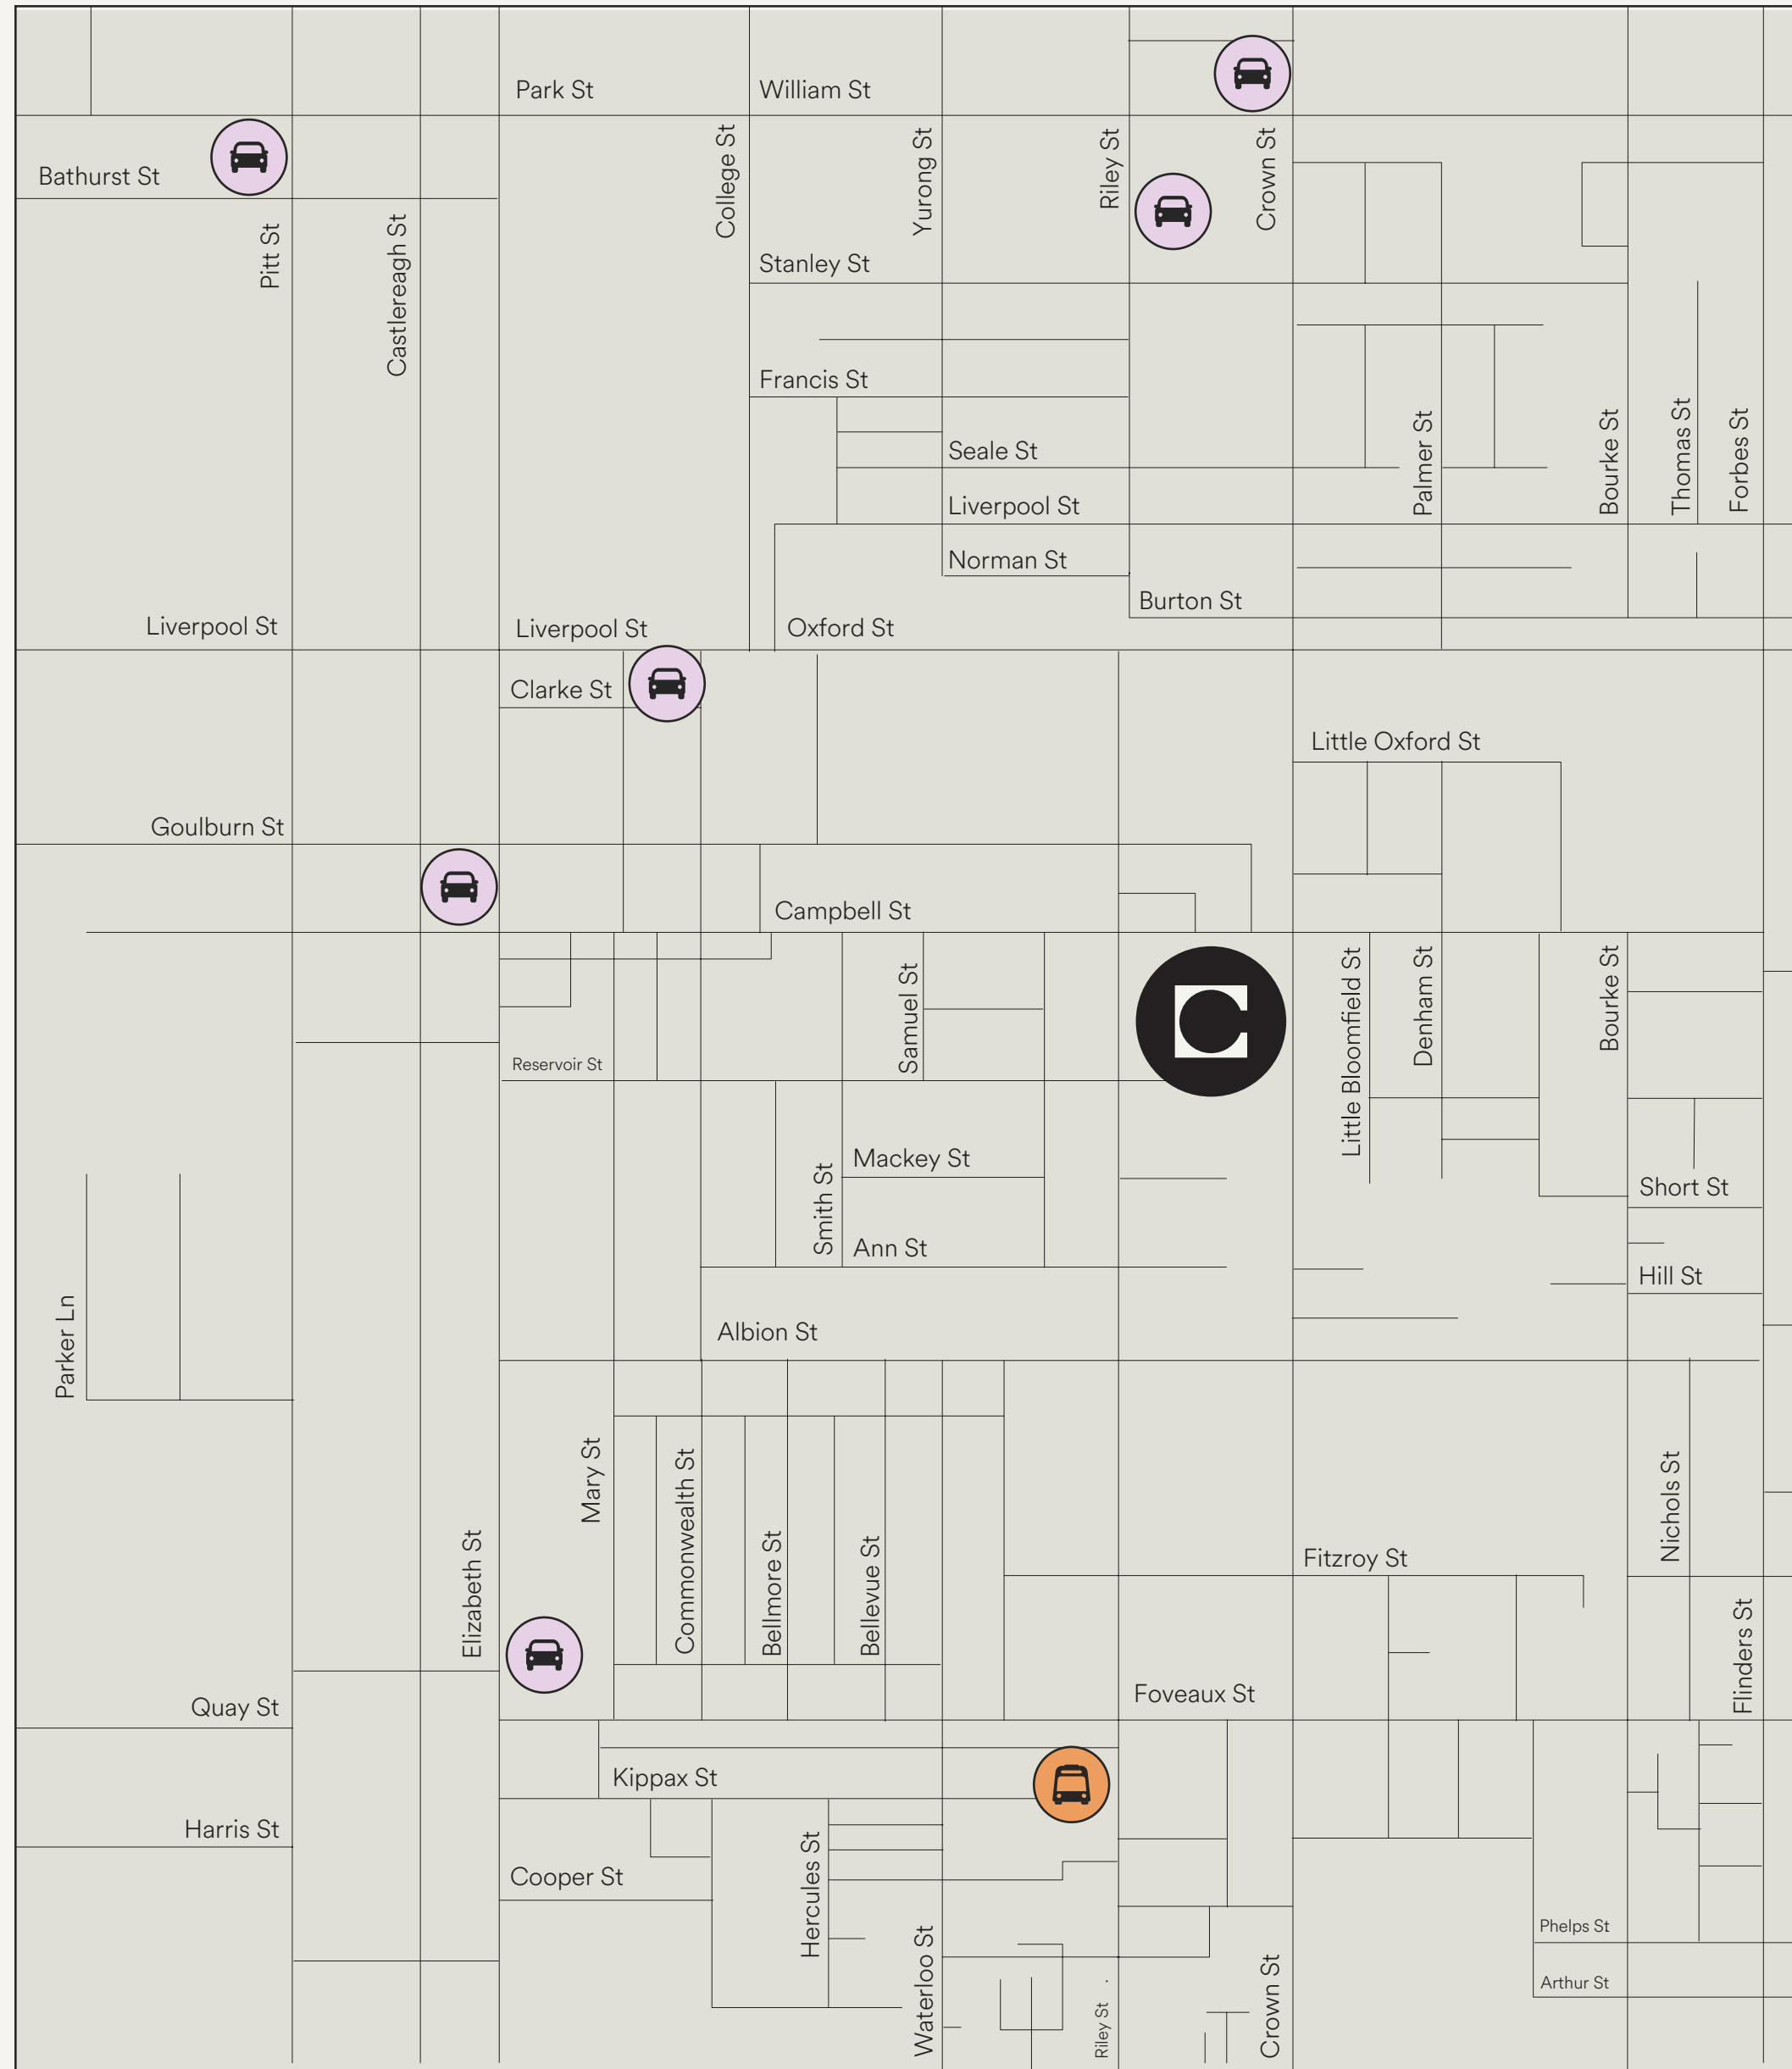 Park St
William St
Bathurst St
Pitt St
Castlereagh St
College St
Yurong St
Riley St
Crown St
Stanley St
Francis St
Seale St
Liverpool St
Norman St
Burton St
Palmer St
Bourke St
Thomas St
Forbes St
Liverpool St
Liverpool St
Oxford St
Clarke St
Little Oxford St
Goulburn St
Campbell St
C
Samuel St
Little Bloomfield St
Denham St
Bourke St
Reservoir St
Mackey St
Smith St
Ann St
Short St
Hill St
Parker Ln
Albion St
Mary St
Commonwealth St
Bellmore St
Bellevue St
Elizabeth St
Fitzroy St
Nichols St
Flinders St
Quay St
Foveaux St
Kippax St
Harris St
Cooper St
Hercules St
Waterloo St
Riley St .
Crown St
Phelps St
Arthur St